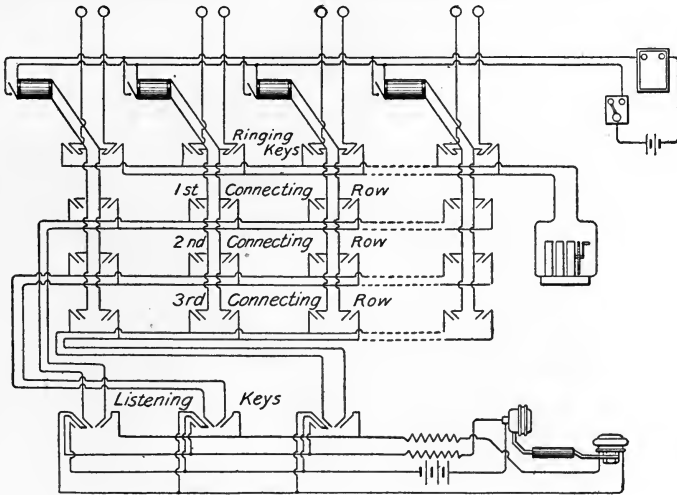 Ringing
Keys
1st Connecting Row
2nd Connecting Row
3rd Connecting Row
Listening Keys